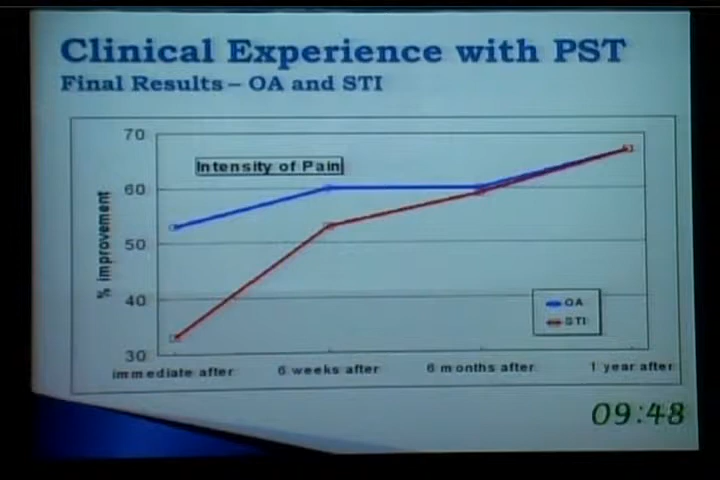 Clinical Experience with PST
Final Results – OA and STI
Intensity of Pain
% improvement
70
60
50
40
30
OA
STI
immediate after
6 weeks after
6 months after
1 year after
09:48